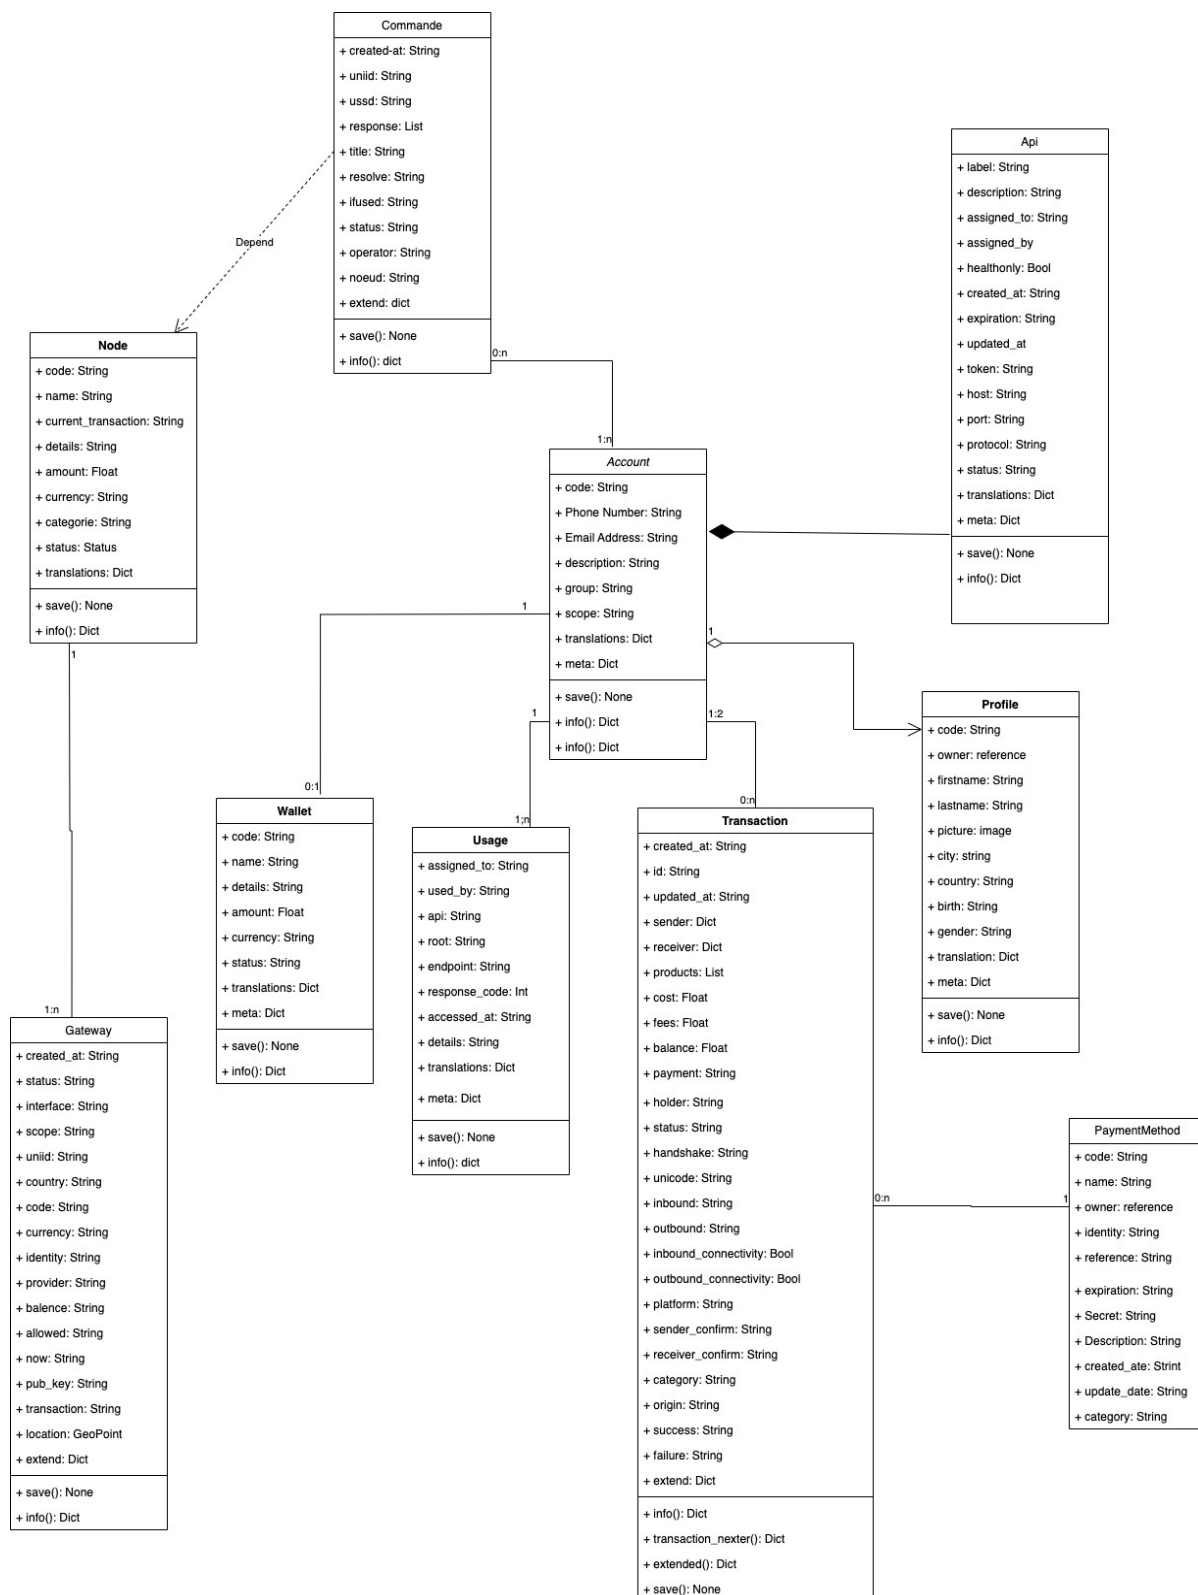 Commande
+ created-at: String
+ uniid: String
+ ussd: String
+ response: List
+ title: String
+ resolve: String
+ ifused: String
+ status: String
+ operator: String
+ noeud: String
+ extend: dict
+ save(): None
+ info(): dict
Depend
0:n
1:n
Api
+ label: String
+ description: String
+ assigned_to: String
+ assigned_by
+ healthonly: Bool
+ created_at: String
+ expiration: String
+ updated_at
+ token: String
+ host: String
+ port: String
+ protocol: String
+ status: String
+ translations: Dict
+ meta: Dict
+ save(): None
+ info(): Dict
Node
+ code: String
+ name: String
+ current_transaction: String
+ details: String
+ amount: Float
+ currency: String
+ categorie: String
+ status: Status
+ translations: Dict
+ save(): None
+ info(): Dict
1
1:n
Account
+ code: String
+ Phone Number: String
+ Email Address: String
+ description: String
+ group: String
+ scope: String
+ translations: Dict
+ meta: Dict
+ save(): None
+ info(): Dict
+ info(): Dict
1
0:1
1
1;n
1
1:2
0:n
Profile
+ code: String
+ owner: reference
+ firstname: String
+ lastname: String
+ picture: image
+ city: string
+ country: String
+ birth: String
+ gender: String
+ translation: Dict
+ meta: Dict
+ save(): None
+ info(): Dict
Wallet
+ code: String
+ name: String
+ details: String
+ amount: Float
+ currency: String
+ status: String
+ translations: Dict
+ meta: Dict
+ save(): None
+ info(): Dict
Usage
+ assigned_to: String
+ used_by: String
+ api: String
+ root: String
+ endpoint: String
+ response_code: Int
+ accessed_at: String
+ details: String
+ translations: Dict
+ meta: Dict
+ save(): None
+ info(): dict
Transaction
+ created_at: String
+ id: String
+ updated_at: String
+ sender: Dict
+ receiver: Dict
+ products: List
+ cost: Float
+ fees: Float
+ balance: Float
+ payment: String
+ holder: String
+ status: String
+ handshake: String
+ unicode: String
+ inbound: String
+ outbound: String
+ inbound_connectivity: Bool
+ outbound_connectivity: Bool
+ platform: String
+ sender_confirm: String
+ receiver_confirm: String
+ category: String
+ origin: String
+ success: String
+ failure: String
+ extend: Dict
+ info(): Dict
+ transaction_nexter(): Dict
+ extended(): Dict
+ save(): None
0:n
1
Gateway
+ created_at: String
+ status: String
+ interface: String
+ scope: String
+ uniid: String
+ country: String
+ code: String
+ currency: String
+ identity: String
+ provider: String
+ balence: String
+ allowed: String
+ now: String
+ pub_key: String
+ transaction: String
+ location: GeoPoint
+ extend: Dict
+ save(): None
+ info(): Dict
PaymentMethod
+ code: String
+ name: String
+ owner: reference
+ identity: String
+ reference: String
+ expiration: String
+ Secret: String
+ Description: String
+ created_ate: Strint
+ update_date: String
+ category: String